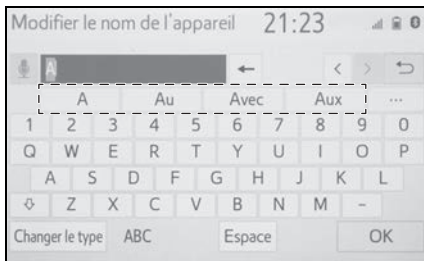 Modifier le nom de l'appareil 21:23
A
A Au Avec Aux ...
1 2 3 4 5 6 7 8 9 0
Q W E R T Y U I O P
A S D F G H J K L
Z X C V B N M -
Changer le type ABC Espace OK